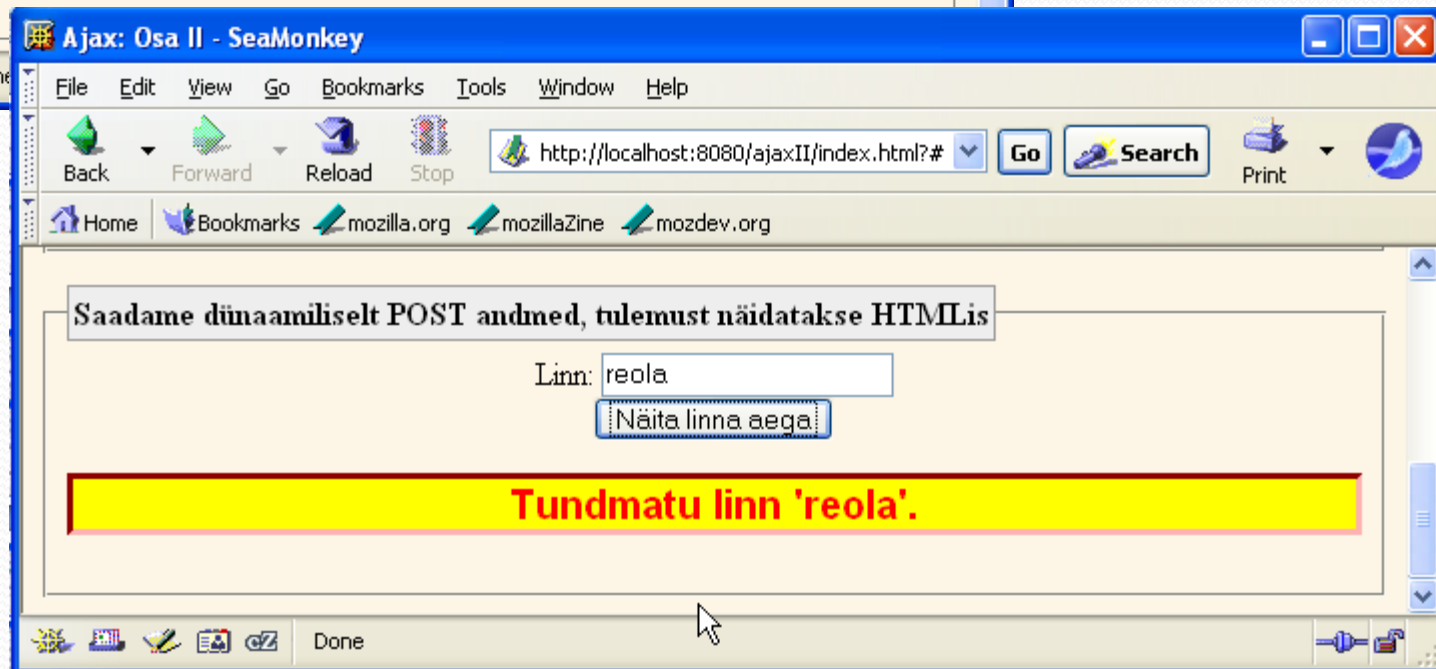 Ajax: Osa II - SeaMonkey
File Edit View Go Bookmarks Tools Window Help
Back Forward Reload Stop http://localhost:8080/ajaxII/index.html?# Go Search Print
Home Bookmarks mozilla.org mozillaZine mozdev.org
Saadame dünaamiliselt POST andmed, tulemust näidatakse HTMLis
Linn: reola
Näita linna aega
Tundmatu linn 'reola'.
cZ Done